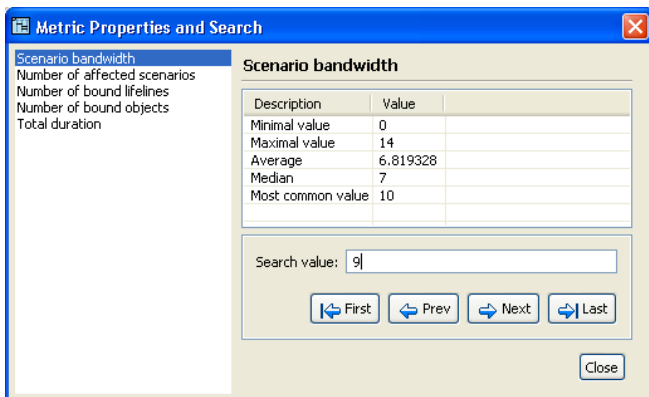 Metric Properties and Search
Scenario bandwidth
Number of affected scenarios
Number of bound lifelines
Number of bound objects
Total duration
Scenario bandwidth
Description Value
Minimal value 0
Maximal value 14
Average 6.819328
Median 7
Most common value 10
Search value: 9
First Prev Next Last
Close